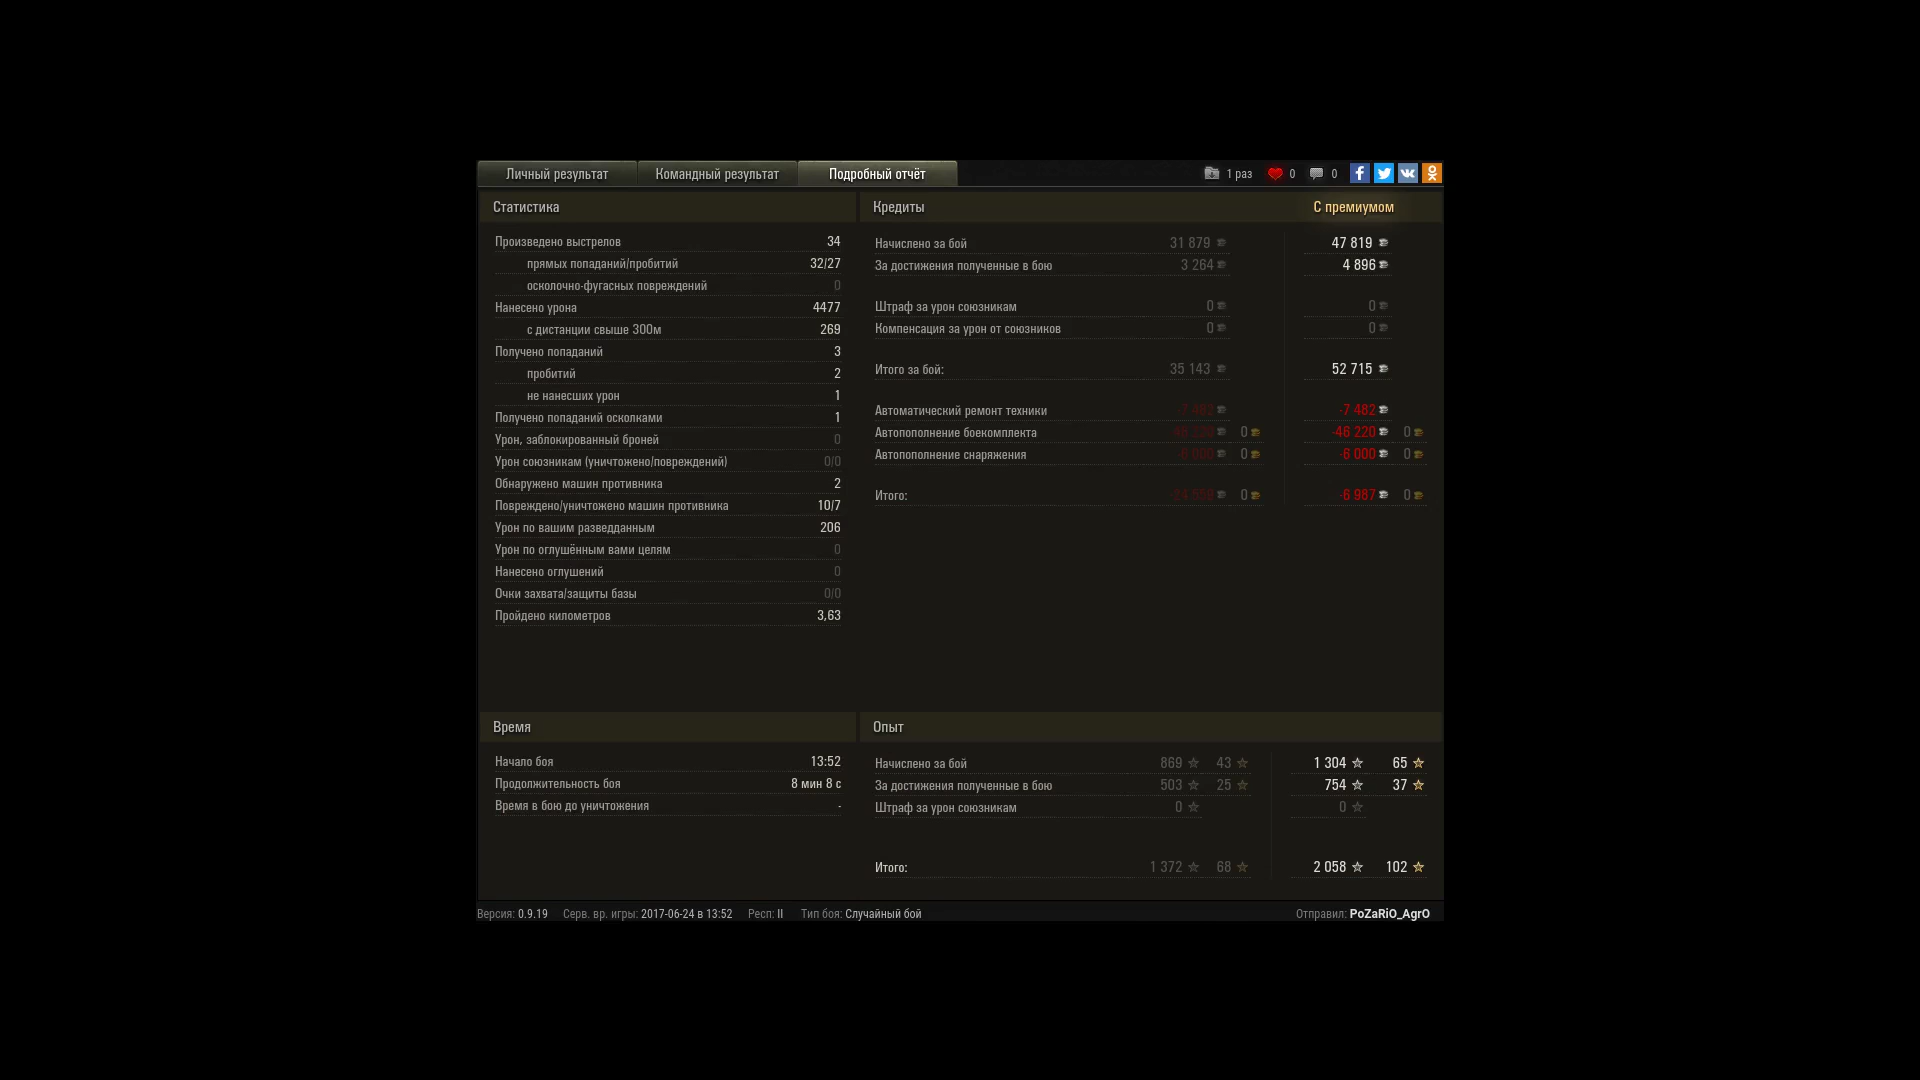 Личный результат Командный результат Подробный отчёт 1 раз 0 0
Статистика
Произведено выстрелов 34
прямых попаданий/пробитий 32/27
осколочно-фугасных повреждений 0
Нанесено урона 4477
с дистанции свыше 300м 269
Получено попаданий 3
пробитий 2
не нанесших урон 1
Получено попаданий осколками 1
Урон, заблокированный броней 0
Урон союзникам (уничтожено/повреждений) 0/0
Обнаружено машин противника 2
Повреждено/уничтожено машин противника 10/7
Урон по вашим разведданным 206
Урон по оглушённым вами целям 0
Нанесено оглушений 0
Очки захвата/защиты базы 0/0
Пройдено километров 3,63
Кредиты С премиумом
Начислено за бой 31 879 47 819
За достижения полученные в бою 3 264 4 896
Штраф за урон союзникам 0 0
Компенсация за урон от союзников 0 0
Итого за бой: 35 143 52 715
Автоматический ремонт техники -7 482 -7 482
Автопополнение боекомплекта -46 220 0 -46 220 0
Автопополнение снаряжения -6 000 0 -6 000 0
Итого: -24 559 0 -6 987 0
Время
Начало боя 13:52
Продолжительность боя 8 мин 8 с
Время в бою до уничтожения -
Опыт
Начислено за бой 869 43 1 304 65
За достижения полученные в бою 503 25 754 37
Штраф за урон союзникам 0 0
Итого: 1 372 68 2 058 102
Версия: 0.9.19 Серв. вр. игры: 2017-06-24 в 13:52 Респ: II Тип боя: Случайный бой Отправил: PoZaRiO_AgrO